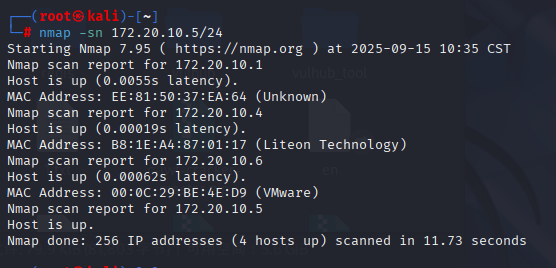 ┌──(root㉿kali)-[~]
└─# nmap -sn 172.20.10.5/24
Starting Nmap 7.95 ( https://nmap.org ) at 2025-09-15 10:35 CST
Nmap scan report for 172.20.10.1
Host is up (0.0055s latency).
MAC Address: EE:81:50:37:EA:64 (Unknown)
Nmap scan report for 172.20.10.4
Host is up (0.00019s latency).
MAC Address: B8:1E:A4:87:01:17 (Liteon Technology)
Nmap scan report for 172.20.10.6
Host is up (0.00062s latency).
MAC Address: 00:0C:29:BE:4E:D9 (VMware)
Nmap scan report for 172.20.10.5
Host is up.
Nmap done: 256 IP addresses (4 hosts up) scanned in 11.73 seconds